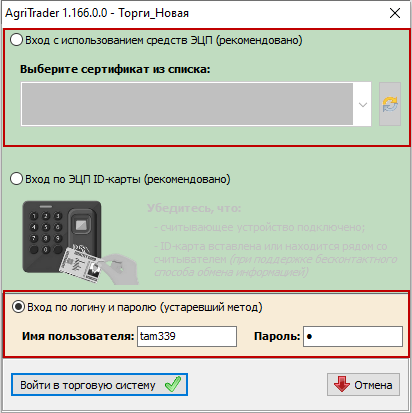 AgriTrader 1.166.0.0 - Торги_Новая
Вход с использованием средств ЭЦП (рекомендовано)
Выберите сертификат из списка:
Вход по ЭЦП ID-карты (рекомендовано)
Убедитесь, что:
- считывающее устройство подключено;
- ID-карта вставлена или находится рядом со
считывателем (при поддержке бесконтактного
способа обмена информацией)
Вход по логину и паролю (устаревший метод)
Имя пользователя: tam339 Пароль: •
Войти в торговую систему Отмена